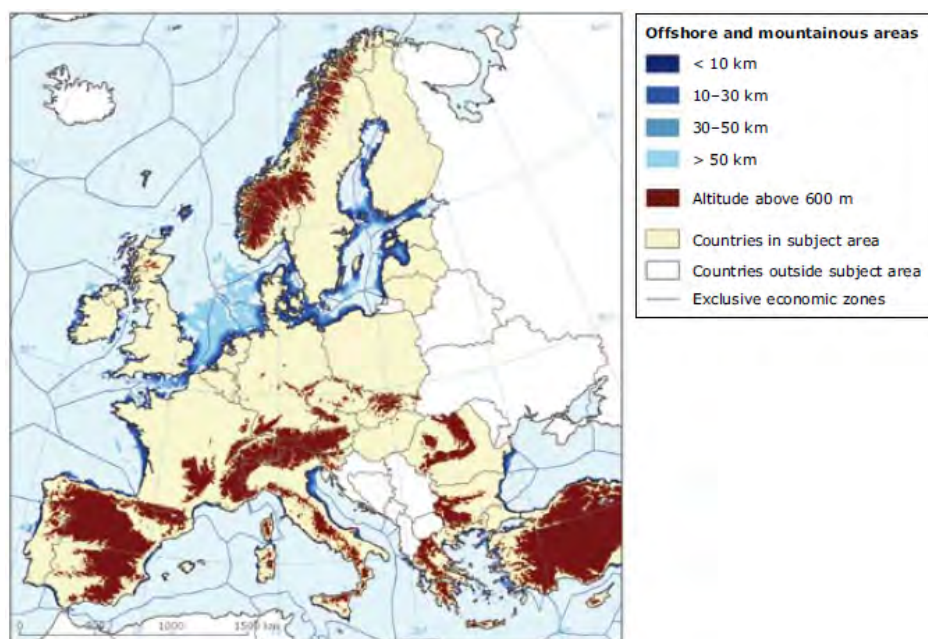 Offshore and mountainous areas
< 10 km
10–30 km
30–50 km
> 50 km
Altitude above 600 m
Countries in subject area
Countries outside subject area
Exclusive economic zones
0
1000
1500 km